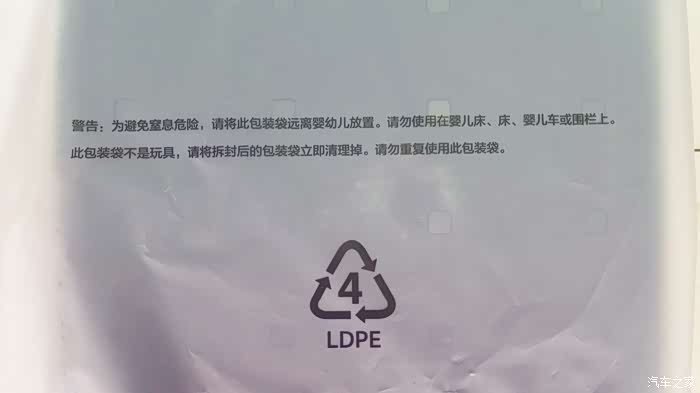 警告：为避免窒息危险，请将此包装袋远离婴幼儿放置。请勿使用在婴儿床、床、婴儿车或围栏上。
此包装袋不是玩具，请将拆封后的包装袋立即清理掉。请勿重复使用此包装袋。
4
LDPE
汽车之家